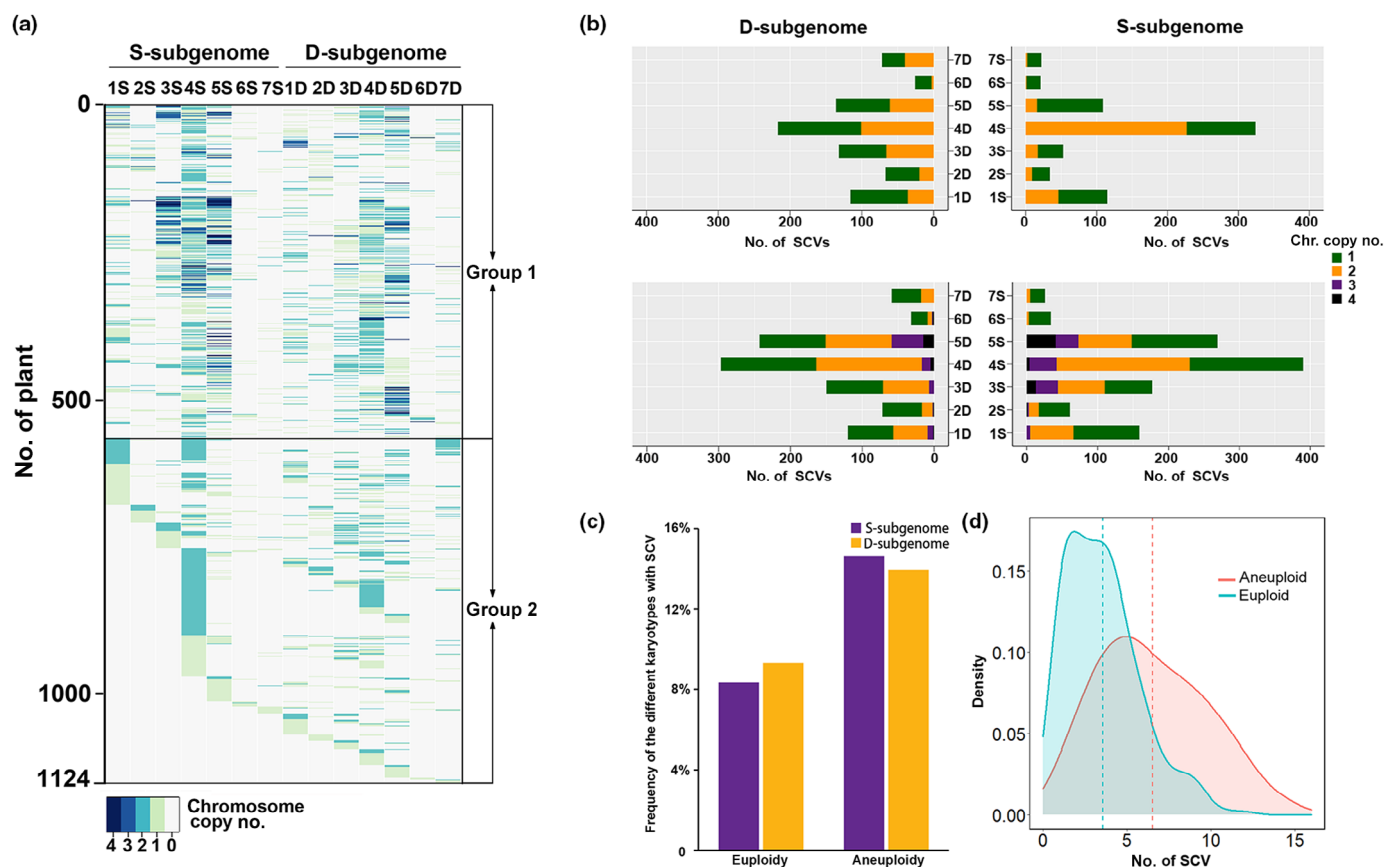 (a)
S-subgenome D-subgenome
1S 2S 3S 4S 5S 6S 7S 1D 2D 3D 4D 5D 6D 7D
0
500
1000
1124
No. of plant
Group 1
Group 2
Chromosome
copy no.
4 3 2 1 0
(b)
D-subgenome S-subgenome
7D 7S
6D 6S
5D 5S
4D 4S
3D 3S
2D 2S
1D 1S
400 300 200 100 0 0 100 200 300 400
No. of SCVs No. of SCVs
Chr. copy no.
1
2
3
4
7D 7S
6D 6S
5D 5S
4D 4S
3D 3S
2D 2S
1D 1S
400 300 200 100 0 0 100 200 300 400
No. of SCVs No. of SCVs
(c)
Frequency of the different karyotypes with SCV
16%
12%
8%
4%
0
S-subgenome
D-subgenome
Euploidy Aneuploidy
(d)
Density
0.15
0.10
0.05
0.00
Aneuploid
Euploid
0 5 10 15
No. of SCV